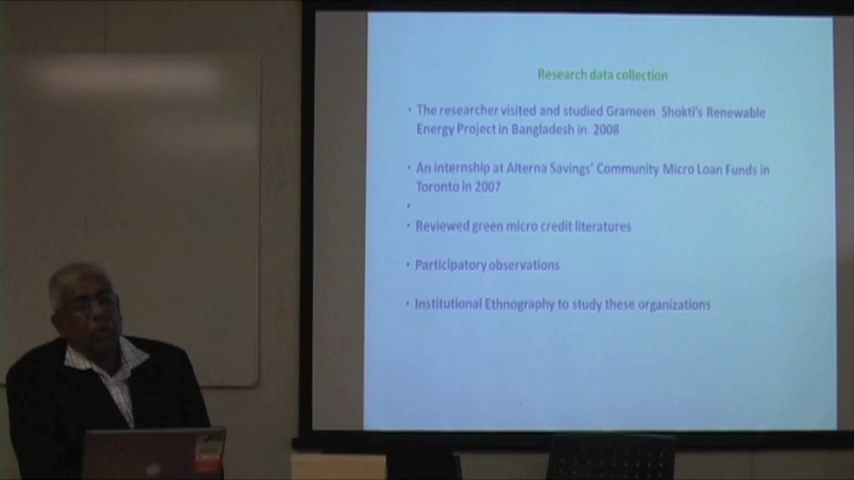 Research data collection
• The researcher visited and studied Grameen Shokti's Renewable
Energy Project in Bangladesh in 2008
• An internship at Alterna Savings' Community Micro Loan Funds in
Toronto in 2007
•
• Reviewed green micro credit literatures
• Participatory observations
• Institutional Ethnography to study these organizations